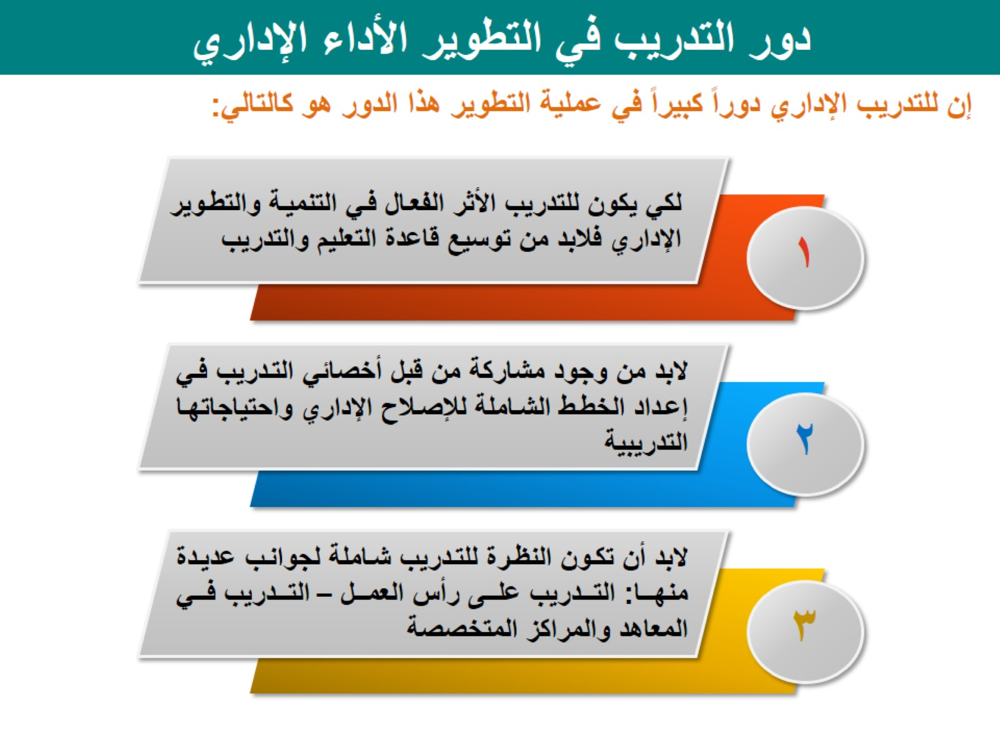 دور التدريب في التطوير الأداء الإداري
إن للتدريب الإداري دوراً كبيراً في عملية التطوير هذا الدور هو كالتالي:
١
لكي يكون للتدريب الأثر الفعال في التنمية والتطوير
الإداري فلابد من توسيع قاعدة التعليم والتدريب
٢
لابد من وجود مشاركة من قبل أخصائي التدريب في
إعداد الخطط الشاملة للإصلاح الإداري واحتياجاتها
التدريبية
٣
لابد أن تكون النظرة للتدريب شاملة لجوانب عديدة
منها: التدريب على رأس العمل – التدريب في
المعاهد والمراكز المتخصصة